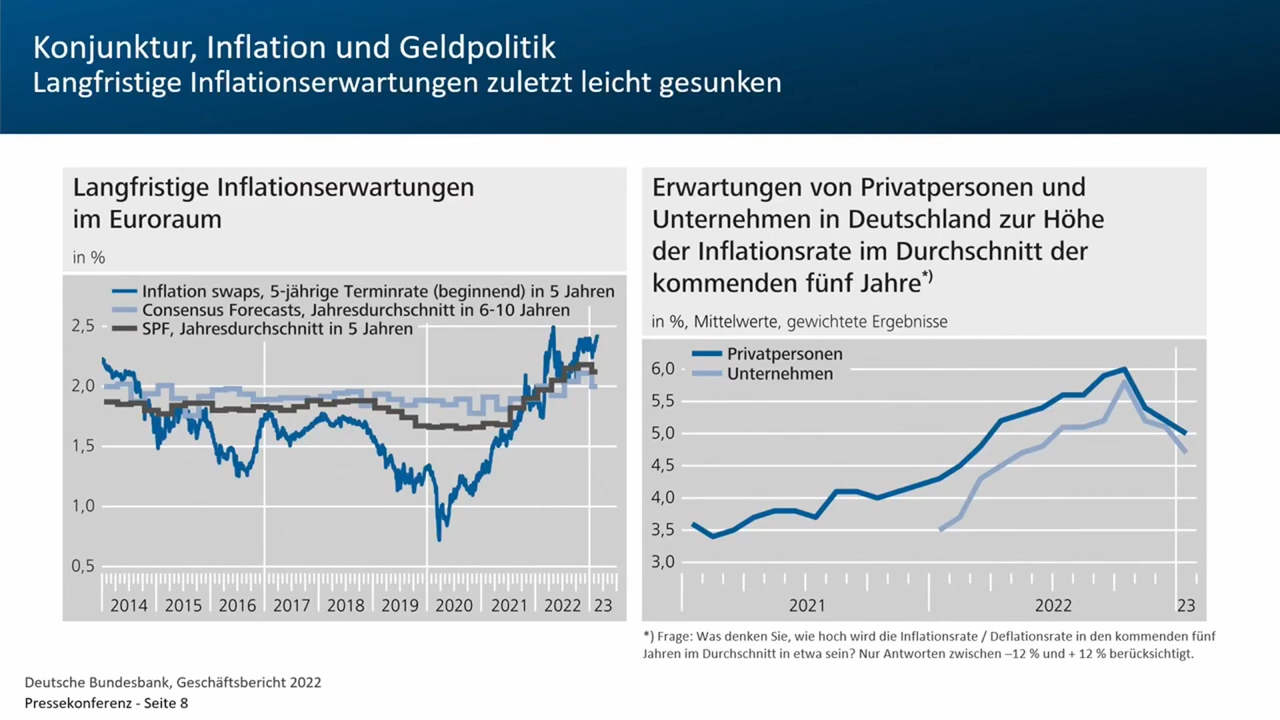 Konjunktur, Inflation und Geldpolitik
Langfristige Inflationserwartungen zuletzt leicht gesunken
Langfristige Inflationserwartungen
im Euroraum
in %
Inflation swaps, 5-jährige Terminrate (beginnend) in 5 Jahren
Consensus Forecasts, Jahresdurchschnitt in 6-10 Jahren
SPF, Jahresdurchschnitt in 5 Jahren
2,5
2,0
1,5
1,0
0,5
2014 2015 2016 2017 2018 2019 2020 2021 2022 23
Erwartungen von Privatpersonen und
Unternehmen in Deutschland zur Höhe
der Inflationsrate im Durchschnitt der
kommenden fünf Jahre*)
in %, Mittelwerte, gewichtete Ergebnisse
Privatpersonen
Unternehmen
6,0
5,5
5,0
4,5
4,0
3,5
3,0
2021 2022 23
*) Frage: Was denken Sie, wie hoch wird die Inflationsrate / Deflationsrate in den kommenden fünf
Jahren im Durchschnitt in etwa sein? Nur Antworten zwischen –12 % und + 12 % berücksichtigt.
Deutsche Bundesbank, Geschäftsbericht 2022
Pressekonferenz - Seite 8